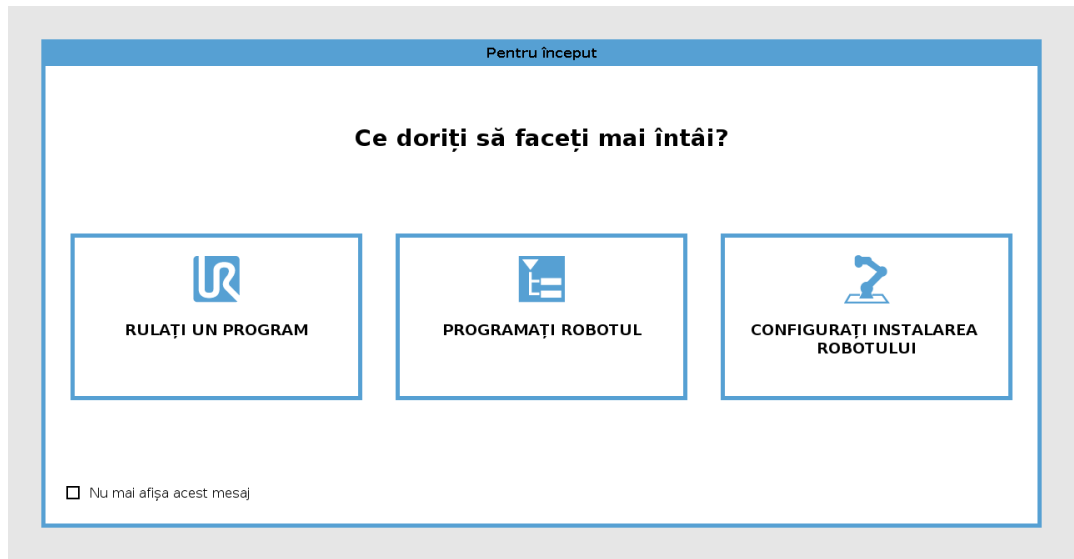 Pentru început
Ce doriți să faceți mai întâi?
RULAȚI UN PROGRAM
PROGRAMAȚI ROBOTUL
CONFIGURAȚI INSTALAREA
ROBOTULUI
Nu mai afișa acest mesaj